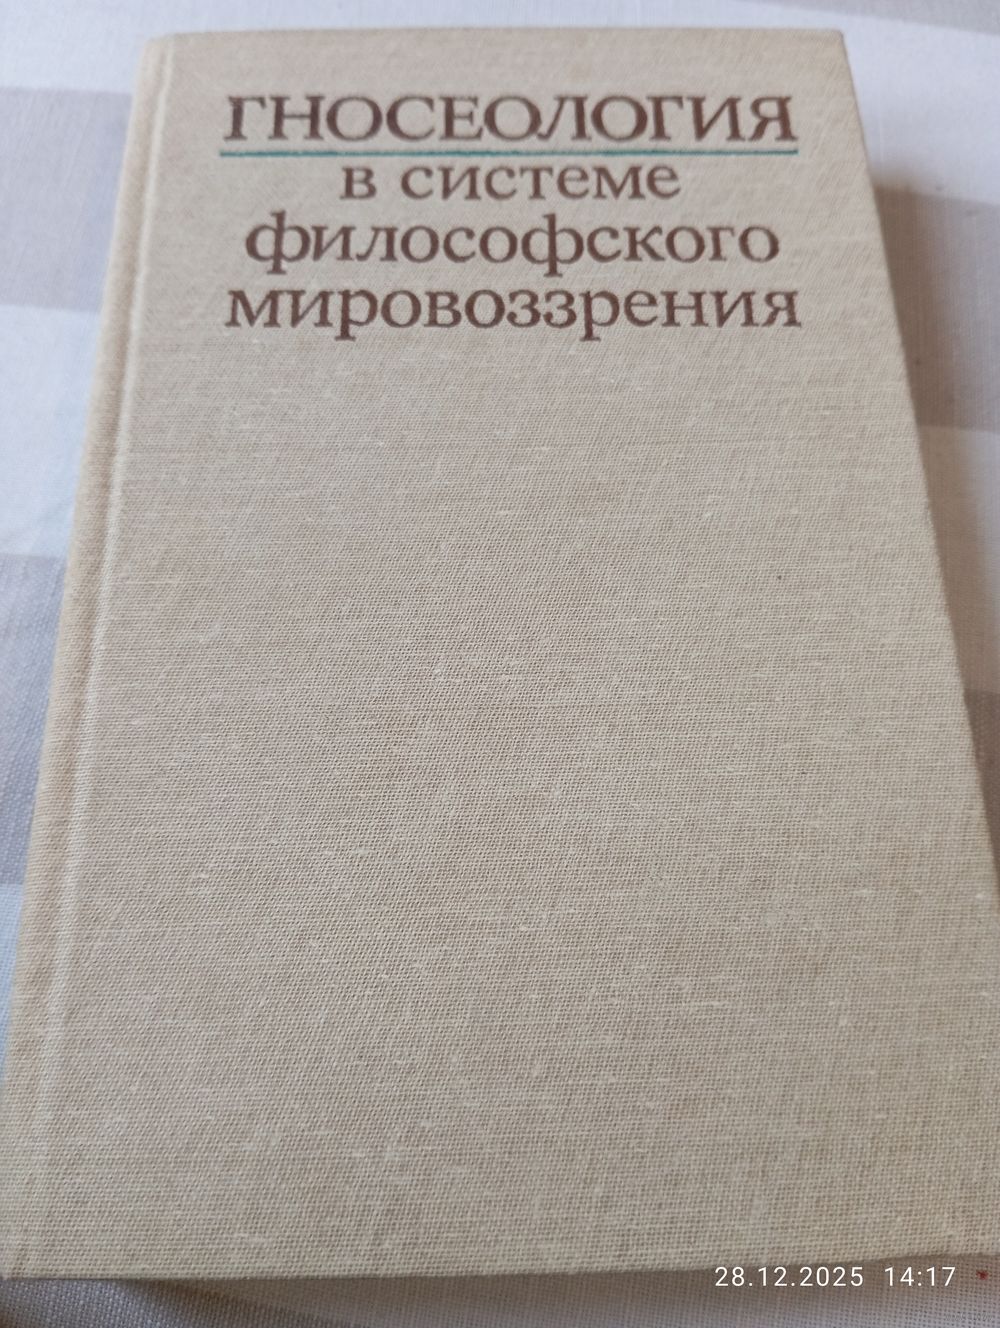 ГНОСЕОЛОГИЯ
в системе
философского
мировоззрения
28.12.2025 14:17